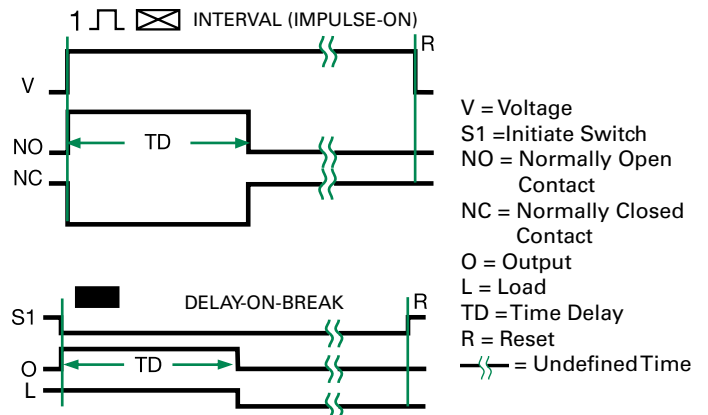 1 INTERVAL (IMPULSE-ON)
R
V
NO
TD
NC
DELAY-ON-BREAK
R
S1
O
TD
L
V = Voltage
S1 =Initiate Switch
NO = Normally Open
Contact
NC = Normally Closed
Contact
O = Output
L = Load
TD =Time Delay
R = Reset
= Undefined Time